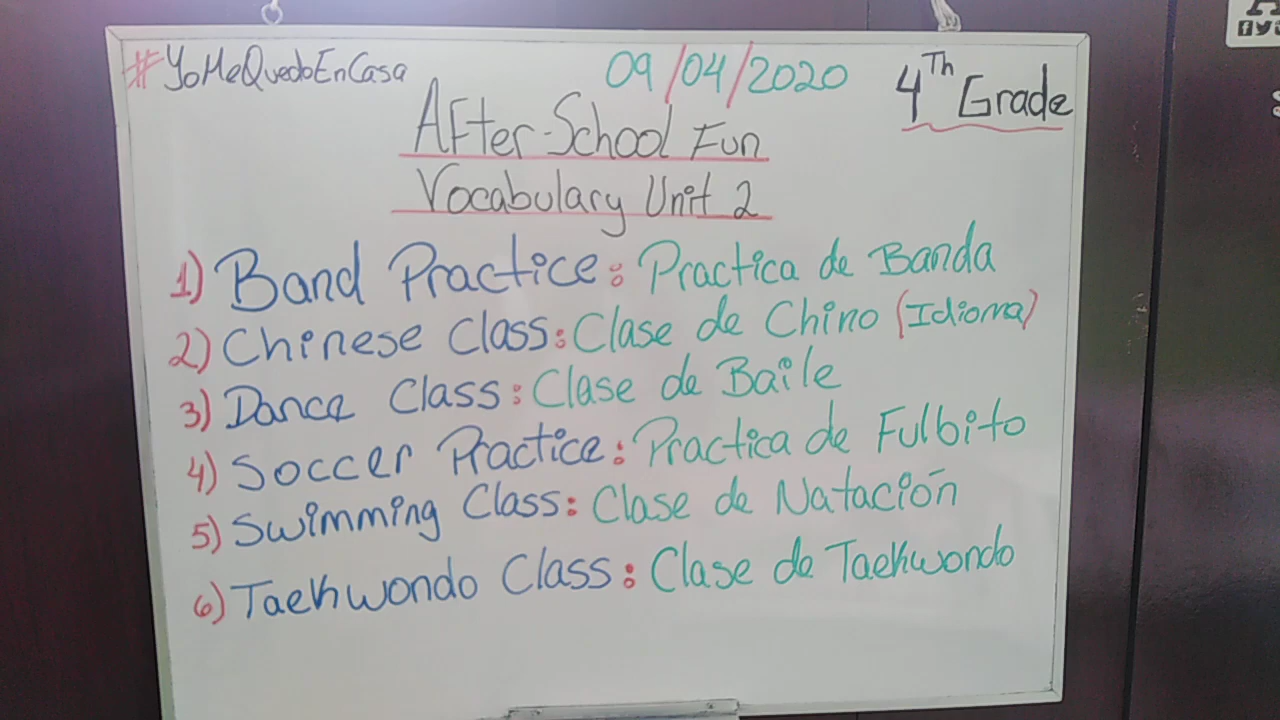 #YoMeQuedoEnCasa
09/04/2020
4Th Grade
After-School Fun
Vocabulary Unit 2
1) Band Practice: Practica de Banda
2) Chinese Class: Clase de Chino (Idioma)
3) Dance Class: Clase de Baile
4) Soccer Practice: Practica de Fulbito
5) Swimming Class: Clase de Natación
6) Taekwondo Class: Clase de Taekwondo